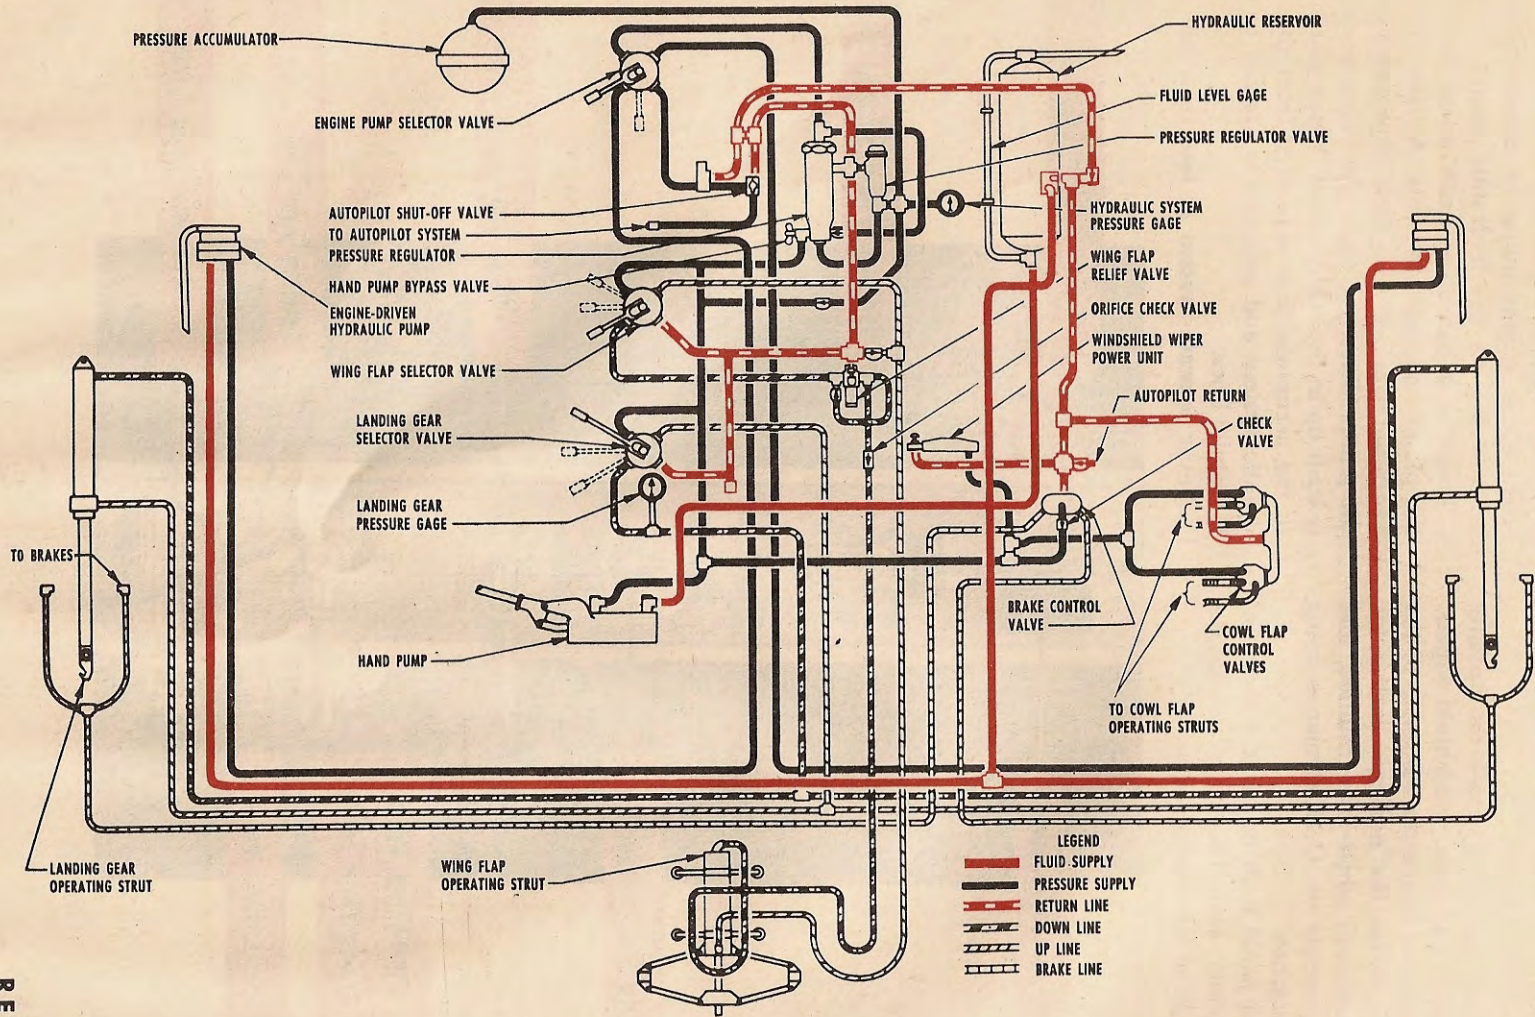 PRESSURE ACCUMULATOR
ENGINE PUMP SELECTOR VALVE
AUTOPILOT SHUT-OFF VALVE
TO AUTOPILOT SYSTEM
PRESSURE REGULATOR
HAND PUMP BYPASS VALVE
ENGINE-DRIVEN
HYDRAULIC PUMP
WING FLAP SELECTOR VALVE
LANDING GEAR
SELECTOR VALVE
LANDING GEAR
PRESSURE GAGE
TO BRAKES
HAND PUMP
LANDING GEAR
OPERATING STRUT
WING FLAP
OPERATING STRUT
HYDRAULIC RESERVOIR
FLUID LEVEL GAGE
PRESSURE REGULATOR VALVE
HYDRAULIC SYSTEM
PRESSURE GAGE
WING FLAP
RELIEF VALVE
ORIFICE CHECK VALVE
WINDSHIELD WIPER
POWER UNIT
AUTOPILOT RETURN
CHECK
VALVE
BRAKE CONTROL
VALVE
COWL FLAP
CONTROL
VALVES
TO COWL FLAP
OPERATING STRUTS
LEGEND
FLUID SUPPLY
PRESSURE SUPPLY
RETURN LINE
DOWN LINE
UP LINE
BRAKE LINE
RE